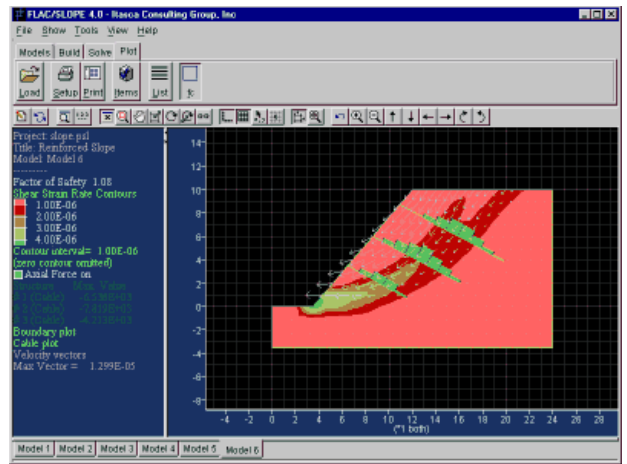 FLAC/SLOPE 4.0 - Itasca Consulting Group, Inc
File Show Tools View Help
Models Build Solve Plot
Load Setup Print Items List fc
Project: slope.psl
Title: Reinforced Slope
Model: Model 6
---------
Factor of Safety 1.08
Shear Strain Rate Contours
1.00E-06
2.00E-06
3.00E-06
4.00E-06
Contour interval= 1.00E-06
(zero contour omitted)
Axial Force on
Structure Max. Value
(Cable)
(Cable)
(Cable)
Boundary plot
Cable plot
Velocity vectors
Max Vector = 1.299E-05
14
12
10
8
6
4
2
0
-2
-4
-6
-8
-4 -2 0 2 4 6 8 10 12 14 16 18 20 22 24 26 28
(*1 both)
Model 1 Model 2 Model 3 Model 4 Model 5 Model 6